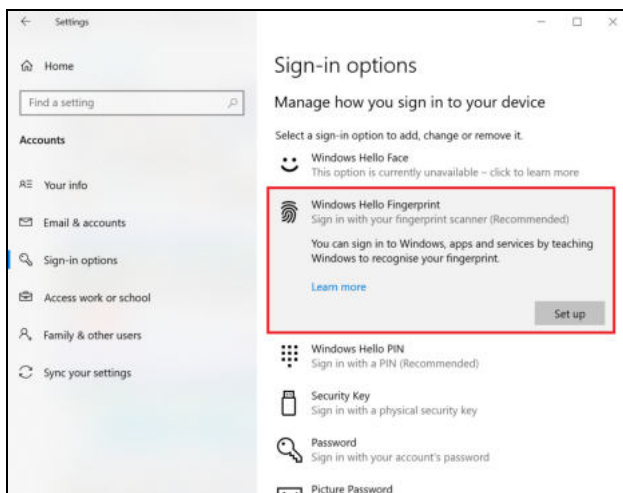 Settings
Home
Find a setting
Accounts
Your info
Email & accounts
Sign-in options
Access work or school
Family & other users
Sync your settings
Sign-in options
Manage how you sign in to your device
Select a sign-in option to add, change or remove it.
Windows Hello Face
This option is currently unavailable – click to learn more
Windows Hello Fingerprint
Sign in with your fingerprint scanner (Recommended)
You can sign in to Windows, apps and services by teaching
Windows to recognise your fingerprint.
Learn more
Set up
Windows Hello PIN
Sign in with a PIN (Recommended)
Security Key
Sign in with a physical security key
Password
Sign in with your account's password
Picture Password